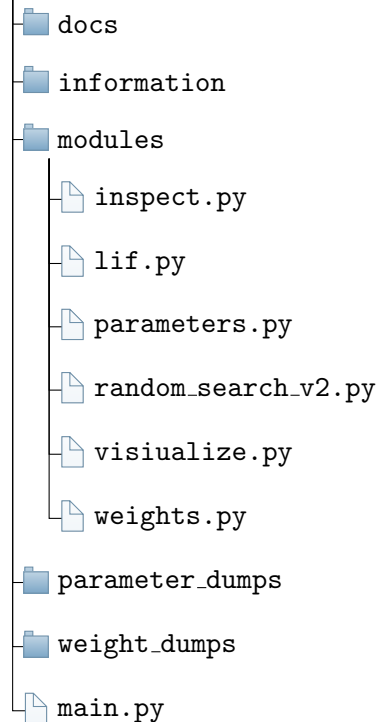 docs
information
modules
inspect.py
lif.py
parameters.py
random_search_v2.py
visiualize.py
weights.py
parameter_dumps
weight_dumps
main.py